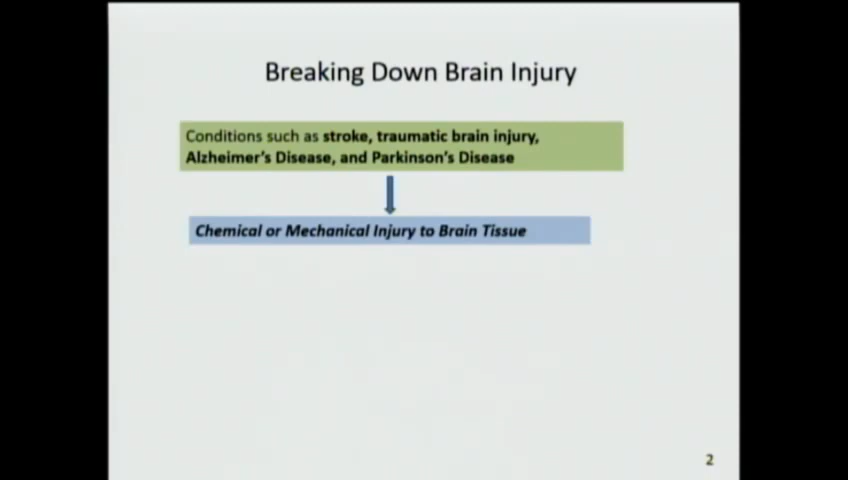 Breaking Down Brain Injury
Conditions such as stroke, traumatic brain injury,
Alzheimer's Disease, and Parkinson's Disease
Chemical or Mechanical Injury to Brain Tissue
2